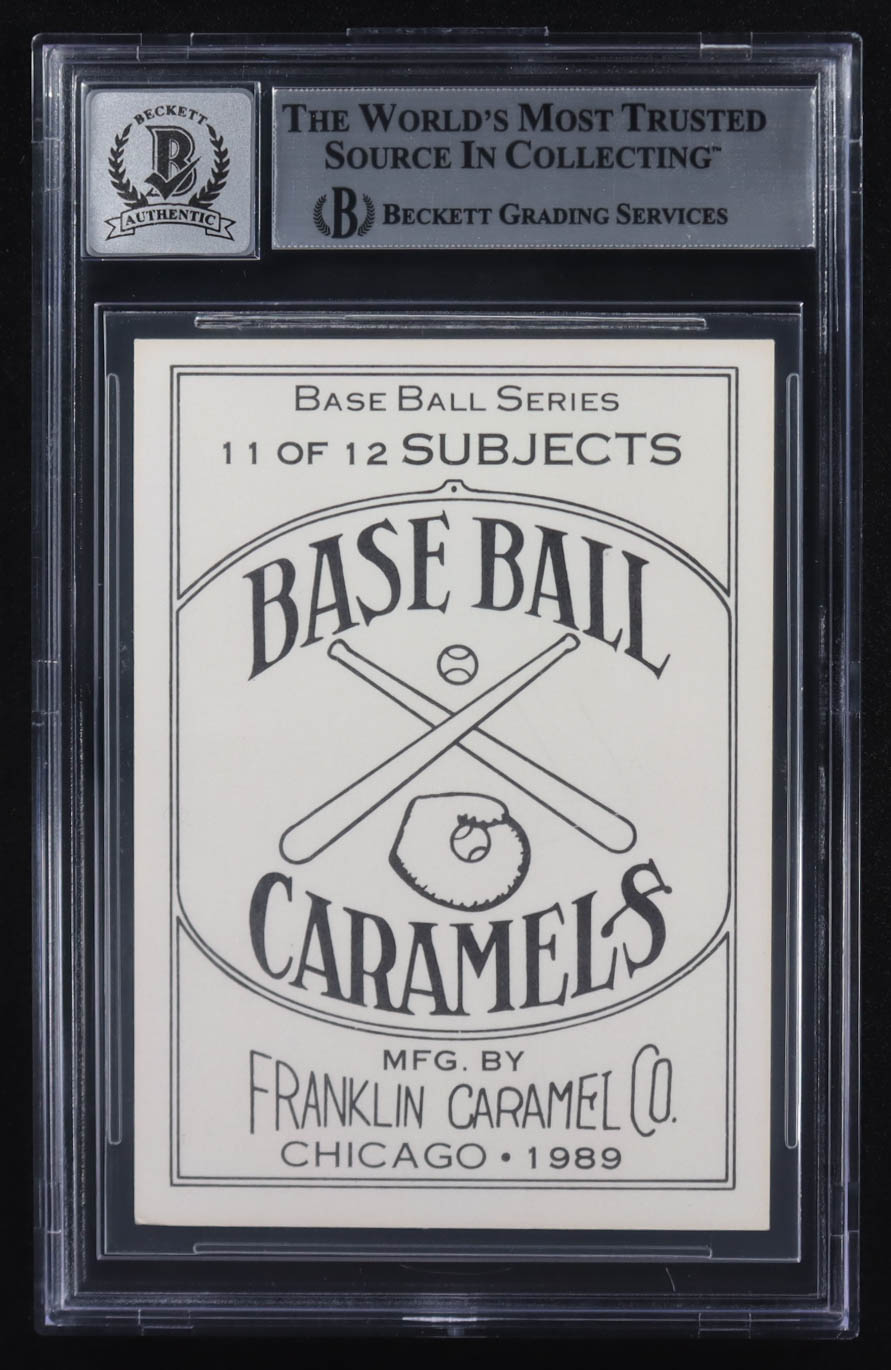 BECKETT
B
AUTHENTIC
THE WORLD'S MOST TRUSTED
SOURCE IN COLLECTING™
B BECKETT GRADING SERVICES
BASE BALL SERIES
11 OF 12 SUBJECTS
BASE BALL
CARAMELS
MFG. BY
FRANKLIN CARAMEL CO.
CHICAGO • 1989